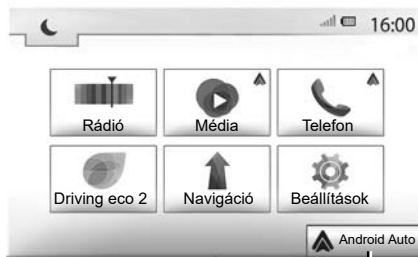 16:00
Rádió
Média
Telefon
Driving eco 2
Navigáció
Beállítások
Android Auto